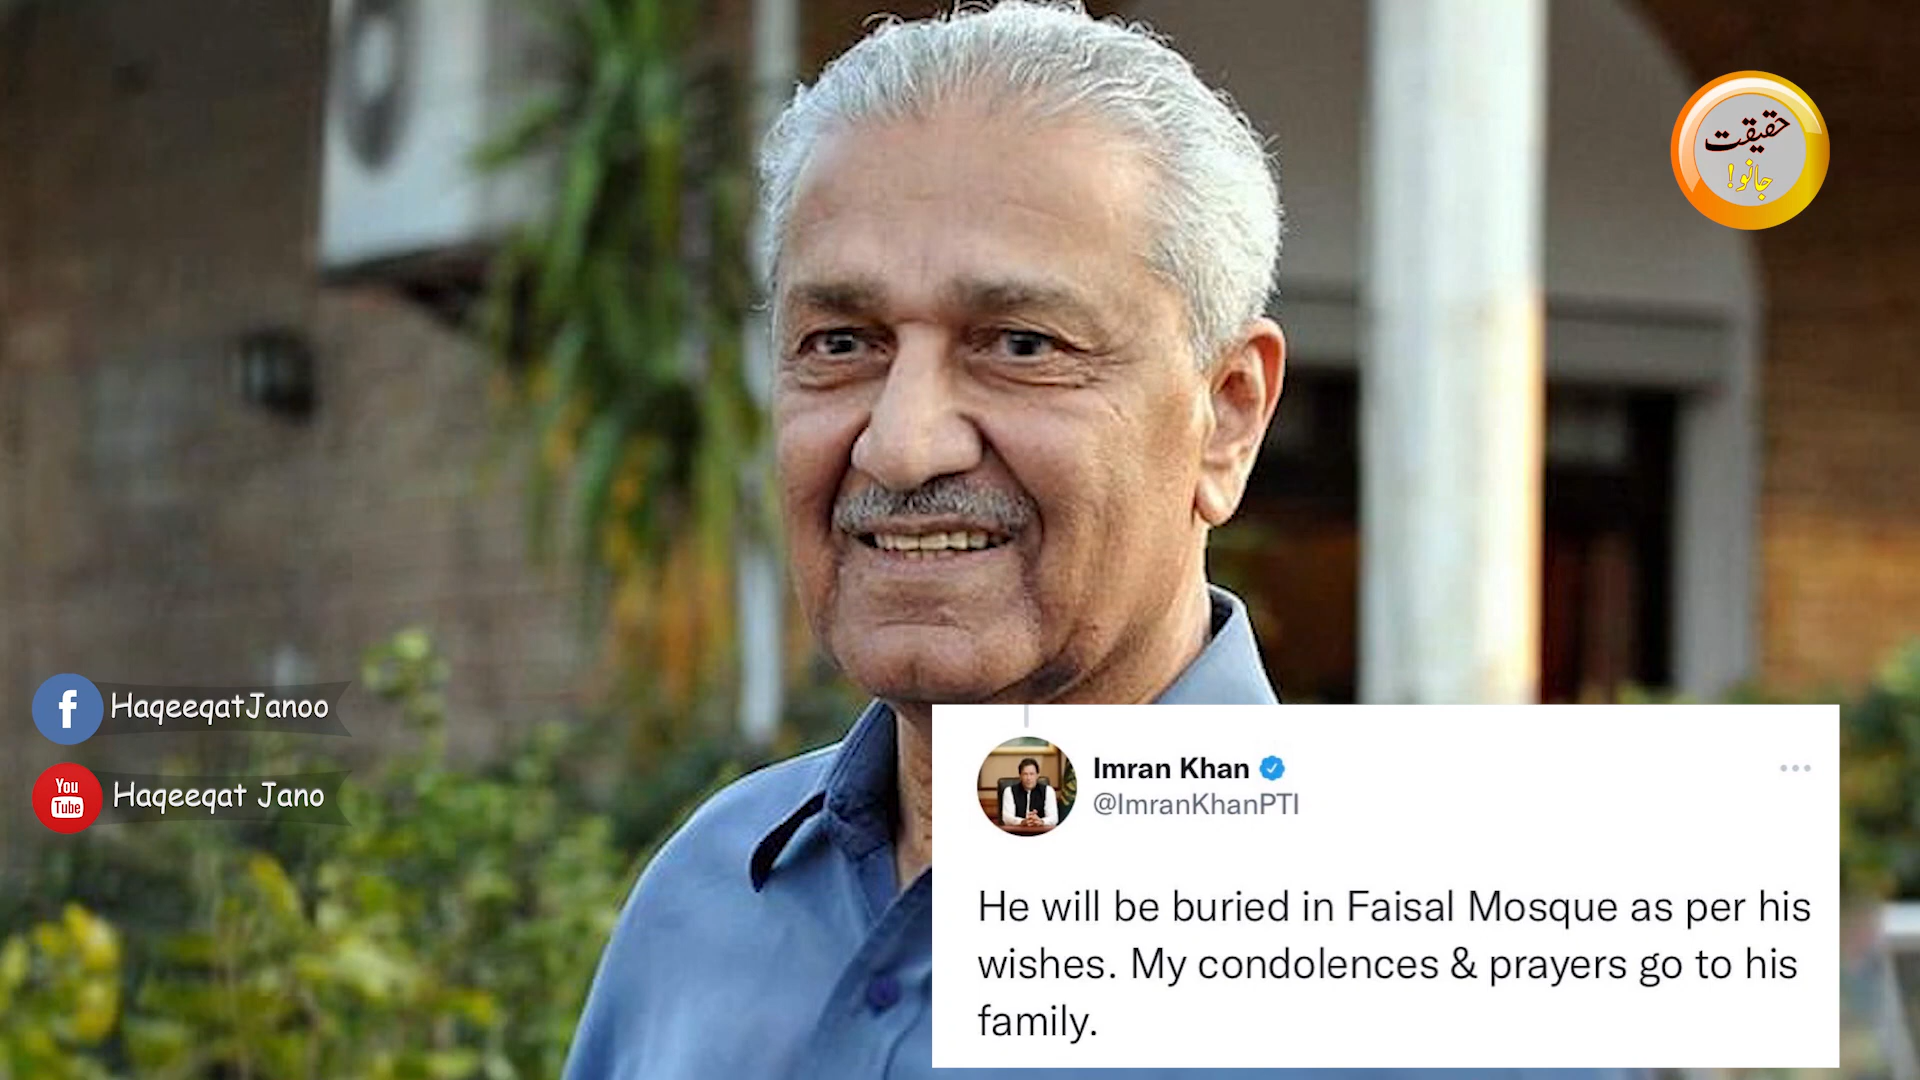 حقیقت
جانو!
f HaqeeqatJanoo
You
Tube
Haqeeqat Jano
Imran Khan
@ImranKhanPTI
He will be buried in Faisal Mosque as per his
wishes. My condolences & prayers go to his
family.